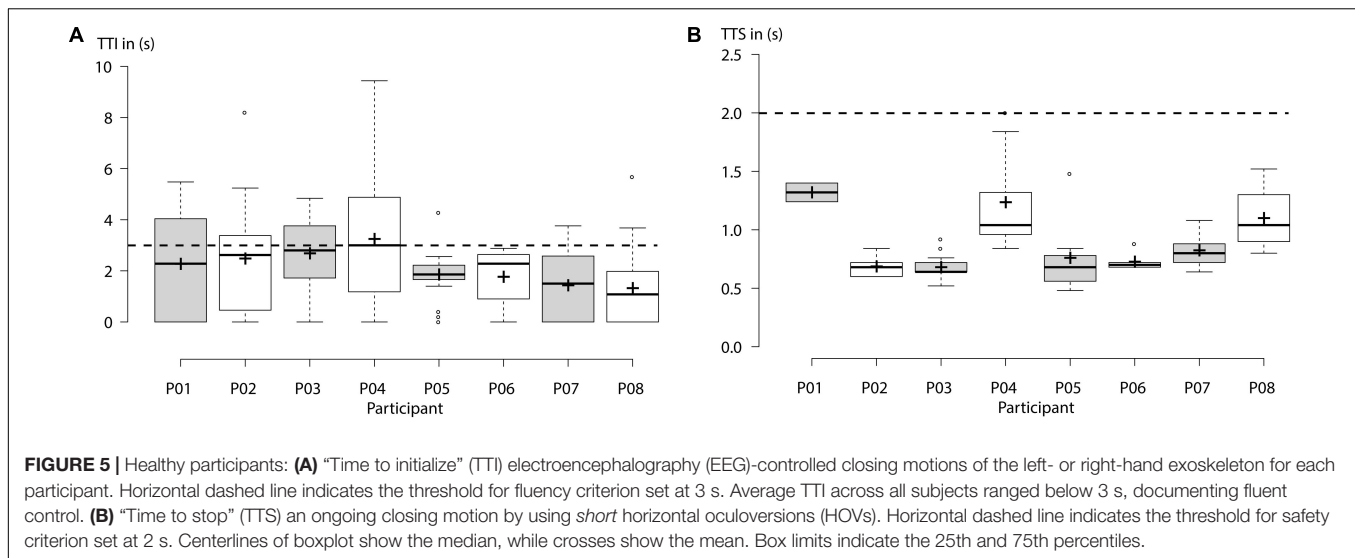 A
TTI in (s)
10
8
6
4
2
0
P01 P02 P03 P04 P05 P06 P07 P08
Participant
B
TTS in (s)
2.5
2.0
1.5
1.0
0.5
0.0
P01 P02 P03 P04 P05 P06 P07 P08
Participant
FIGURE 5 | Healthy participants: (A) “Time to initialize” (TTI) electroencephalography (EEG)-controlled closing motions of the left- or right-hand exoskeleton for each
participant. Horizontal dashed line indicates the threshold for fluency criterion set at 3 s. Average TTI across all subjects ranged below 3 s, documenting fluent
control. (B) “Time to stop” (TTS) an ongoing closing motion by using short horizontal oculoversions (HOVs). Horizontal dashed line indicates the threshold for safety
criterion set at 2 s. Centerlines of boxplot show the median, while crosses show the mean. Box limits indicate the 25th and 75th percentiles.